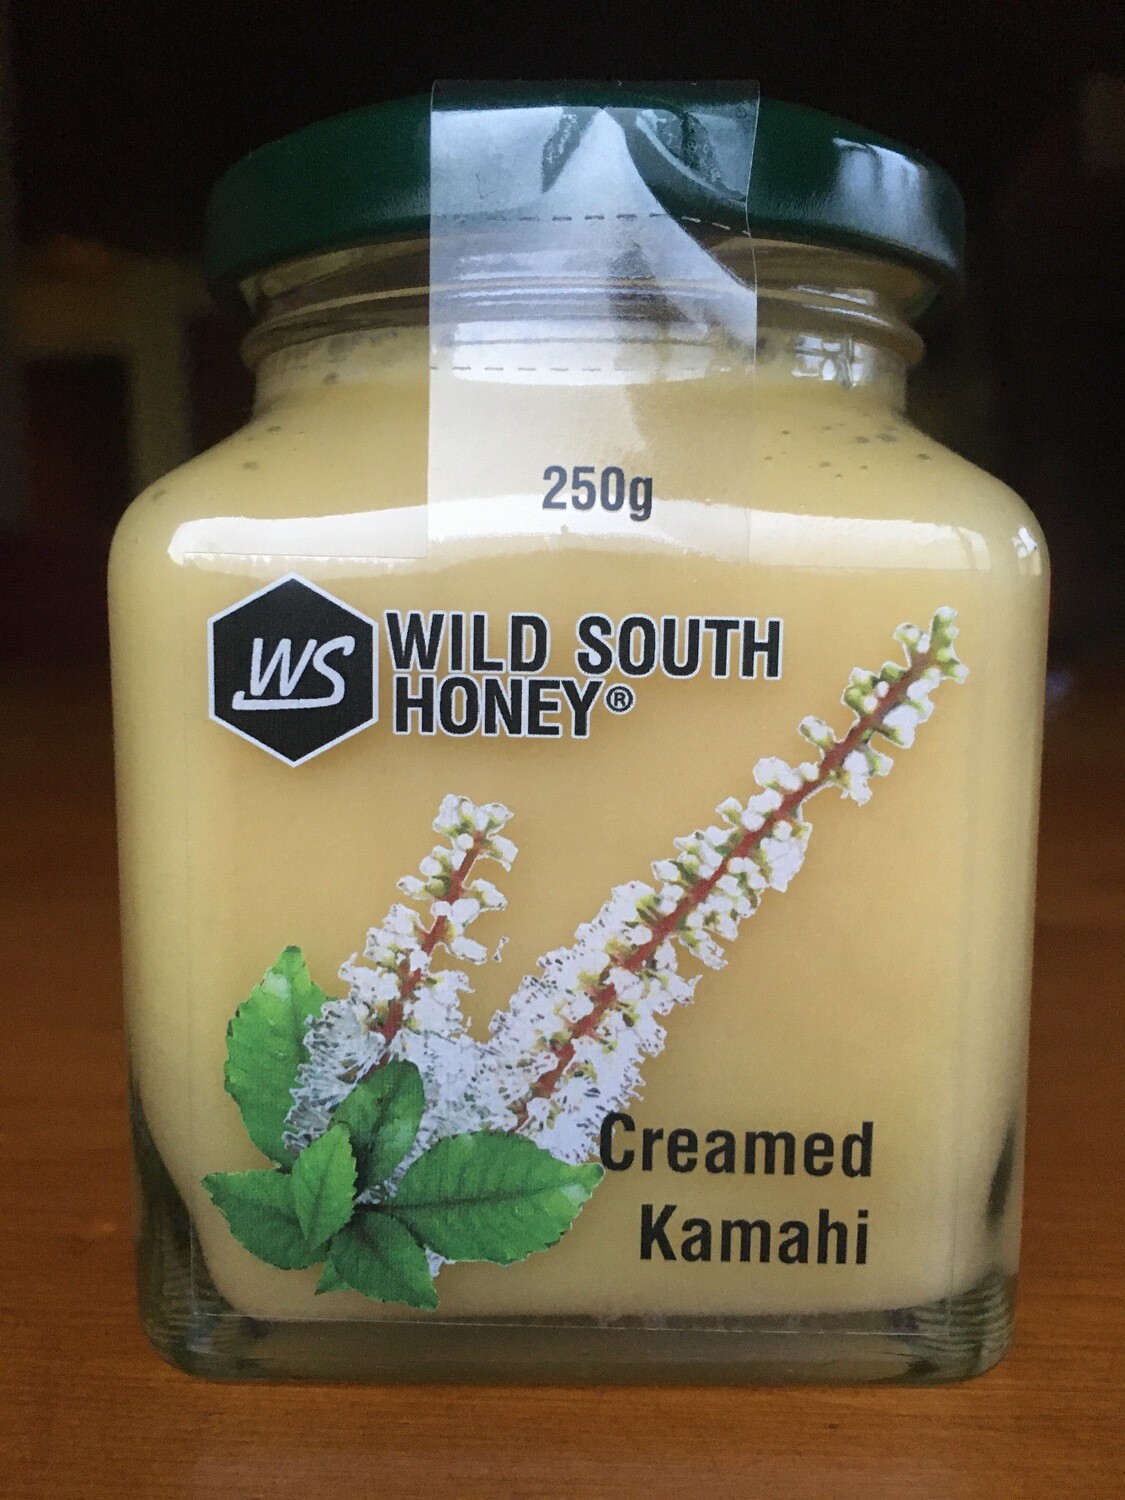 250g
WS
WILD SOUTH
HONEY®
Creamed
Kamahi